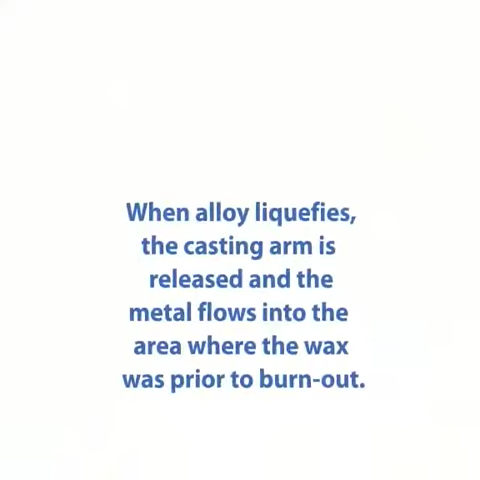 When alloy liquefies,
the casting arm is
released and the
metal flows into the
area where the wax
was prior to burn-out.